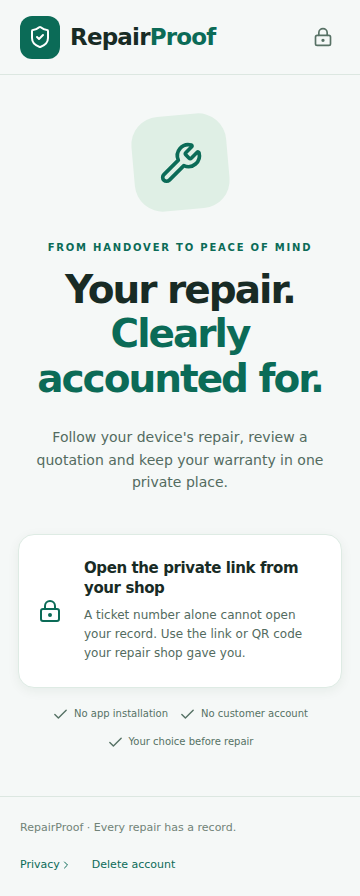 RepairProof
FROM HANDOVER TO PEACE OF MIND
Your repair.
Clearly
accounted for.
Follow your device's repair, review a
quotation and keep your warranty in one
private place.
Open the private link from
your shop
A ticket number alone cannot open
your record. Use the link or QR code
your repair shop gave you.
No app installation No customer account
Your choice before repair
RepairProof · Every repair has a record.
Privacy Delete account